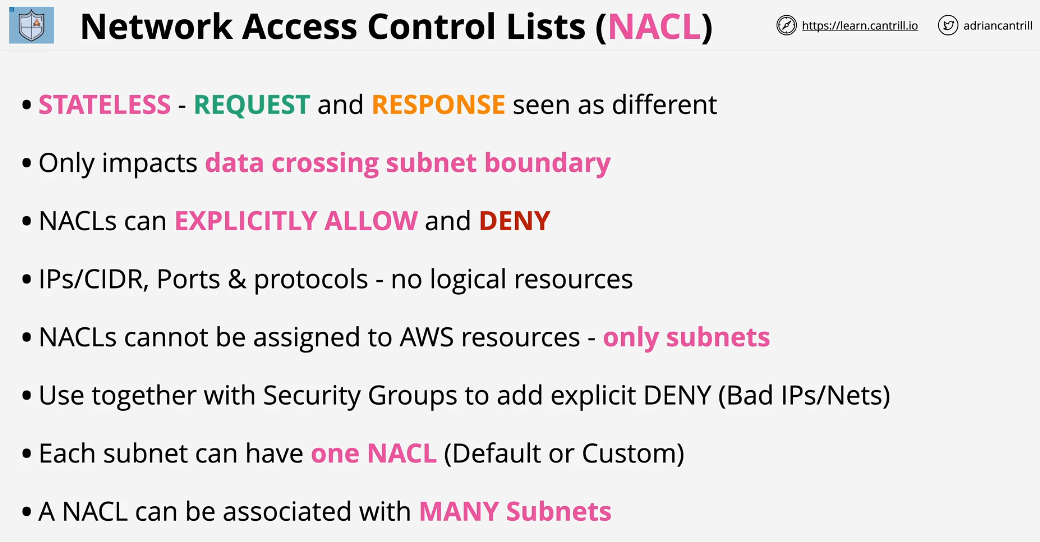 Network Access Control Lists (NACL)
https://learn.cantrill.io
adriancantrill
• STATELESS - REQUEST and RESPONSE seen as different
• Only impacts data crossing subnet boundary
• NACLs can EXPLICITLY ALLOW and DENY
• IPs/CIDR, Ports & protocols - no logical resources
• NACLs cannot be assigned to AWS resources - only subnets
• Use together with Security Groups to add explicit DENY (Bad IPs/Nets)
• Each subnet can have one NACL (Default or Custom)
• A NACL can be associated with MANY Subnets